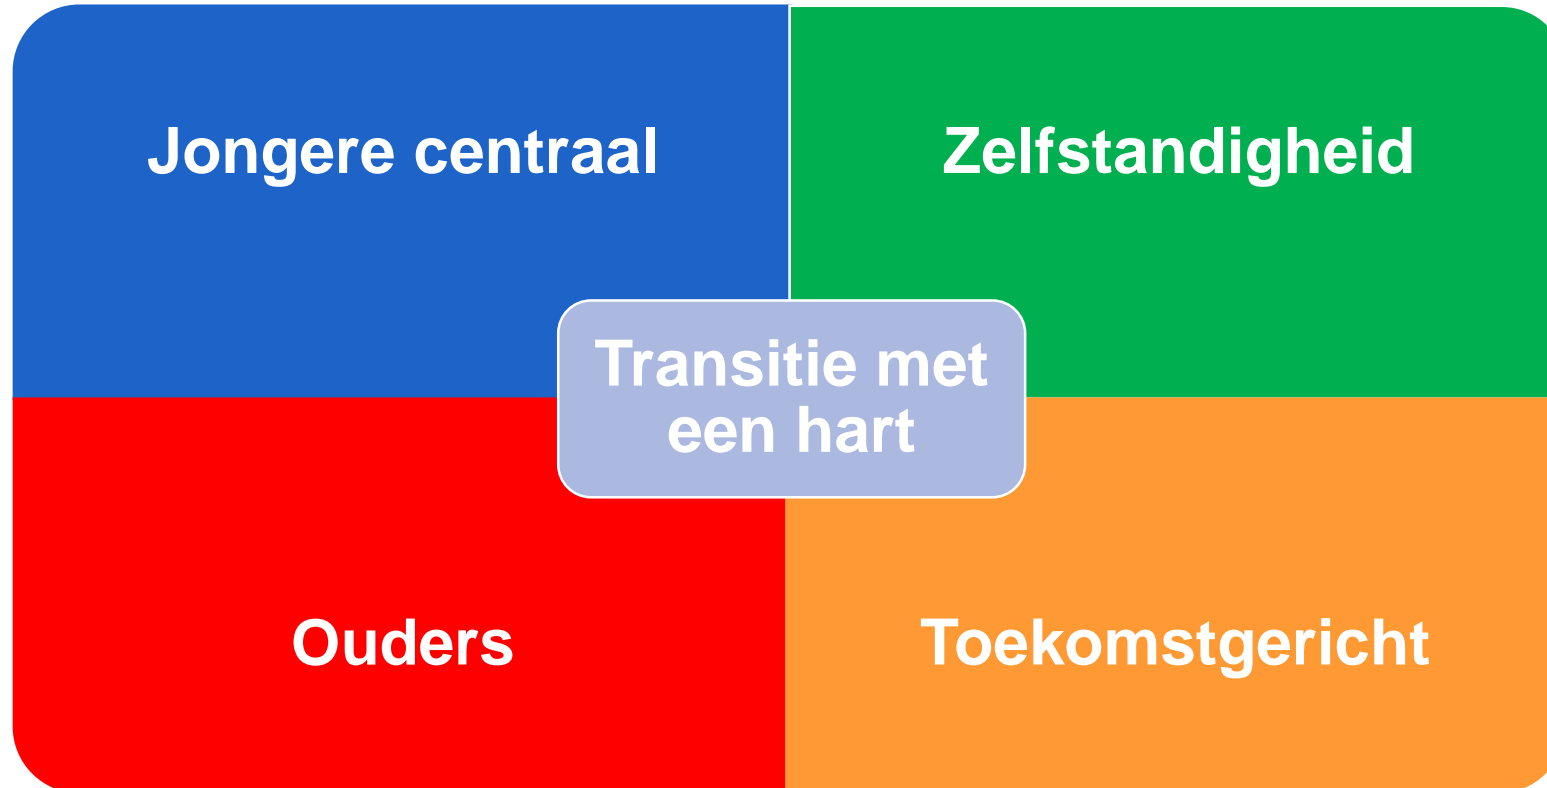 Jongere centraal
Zelfstandigheid
Transitie met
een hart
Ouders
Toekomstgericht